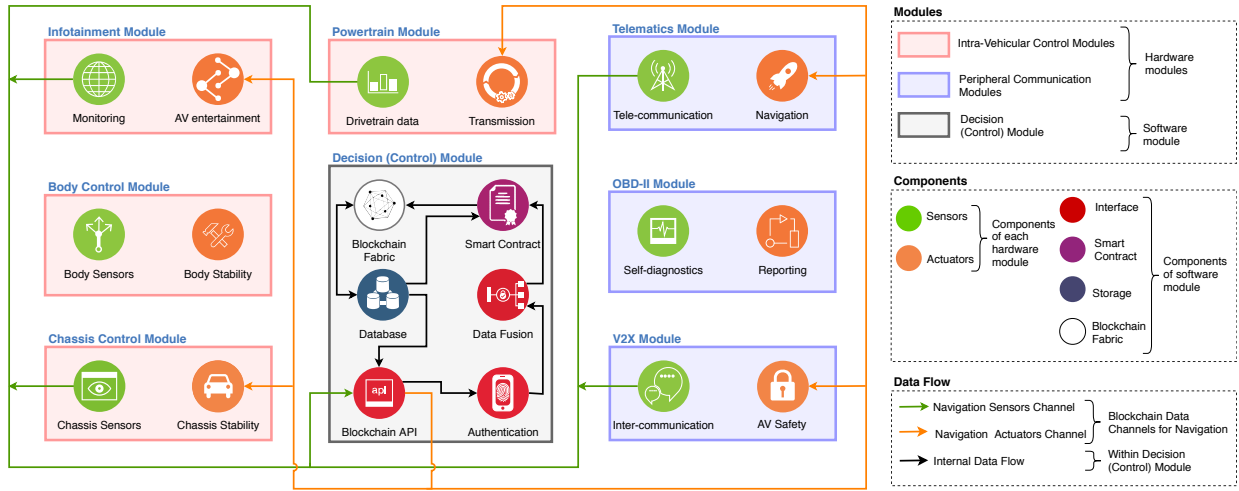 Infotainment Module
Monitoring
AV entertainment
Powertrain Module
Drivetrain data
Transmission
Telematics Module
Tele-communication
Navigation
Body Control Module
Body Sensors
Body Stability
Decision (Control) Module
Blockchain
Fabric
Smart Contract
Database
Data Fusion
apI
Blockchain API
Authentication
OBD-II Module
Self-diagnostics
Reporting
Chassis Control Module
Chassis Sensors
Chassis Stability
V2X Module
Inter-communication
AV Safety
Modules
Intra-Vehicular Control Modules
Peripheral Communication
Modules
Hardware
modules
Decision
(Control) Module
Software
module
Components
Sensors
Actuators
Components
of each
hardware
module
Interface
Smart
Contract
Storage
Blockchain
Fabric
Components
of software
module
Data Flow
Navigation Sensors Channel
Navigation Actuators Channel
Blockchain Data
Channels for Navigation
Internal Data Flow
Within Decision
(Control) Module